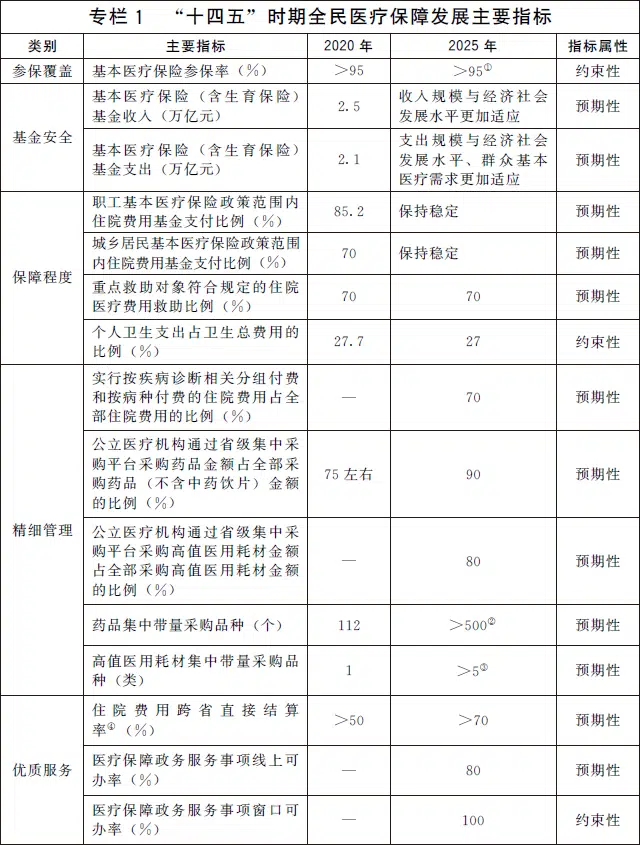 专栏 1 “十四五”时期全民医疗保障发展主要指标
类别 主要指标 2020 年 2025 年 指标属性
参保覆盖 基本医疗保险参保率（%） ＞95 ＞95① 约束性
基金安全
基本医疗保险（含生育保险）
基金收入（万亿元）
2.5
收入规模与经济社会
发展水平更加适应
预期性
基本医疗保险（含生育保险）
基金支出（万亿元）
2.1
支出规模与经济社会
发展水平、群众基本
医疗需求更加适应
预期性
保障程度
职工基本医疗保险政策范围内
住院费用基金支付比例（%）
85.2 保持稳定 预期性
城乡居民基本医疗保险政策范围
内住院费用基金支付比例（%）
70 保持稳定 预期性
重点救助对象符合规定的住院
医疗费用救助比例（%）
70 70 预期性
个人卫生支出占卫生总费用的
比例（%）
27.7 27 约束性
精细管理
实行按疾病诊断相关分组付费
和按病种付费的住院费用占全
部住院费用的比例（%）
— 70 预期性
公立医疗机构通过省级集中采
购平台采购药品金额占全部采
购药品（不含中药饮片）金额
的比例（%）
75 左右 90 预期性
公立医疗机构通过省级集中采
购平台采购高值医用耗材金额
占全部采购高值医用耗材金额
的比例（%）
— 80 预期性
药品集中带量采购品种（个） 112 ＞500② 预期性
高值医用耗材集中带量采购品
种（类）
1 ＞5③ 预期性
优质服务
住院费用跨省直接结算
率④（%）
＞50 ＞70 预期性
医疗保障政务服务事项线上可
办率（%）
— 80 预期性
医疗保障政务服务事项窗口可
办率（%）
— 100 约束性